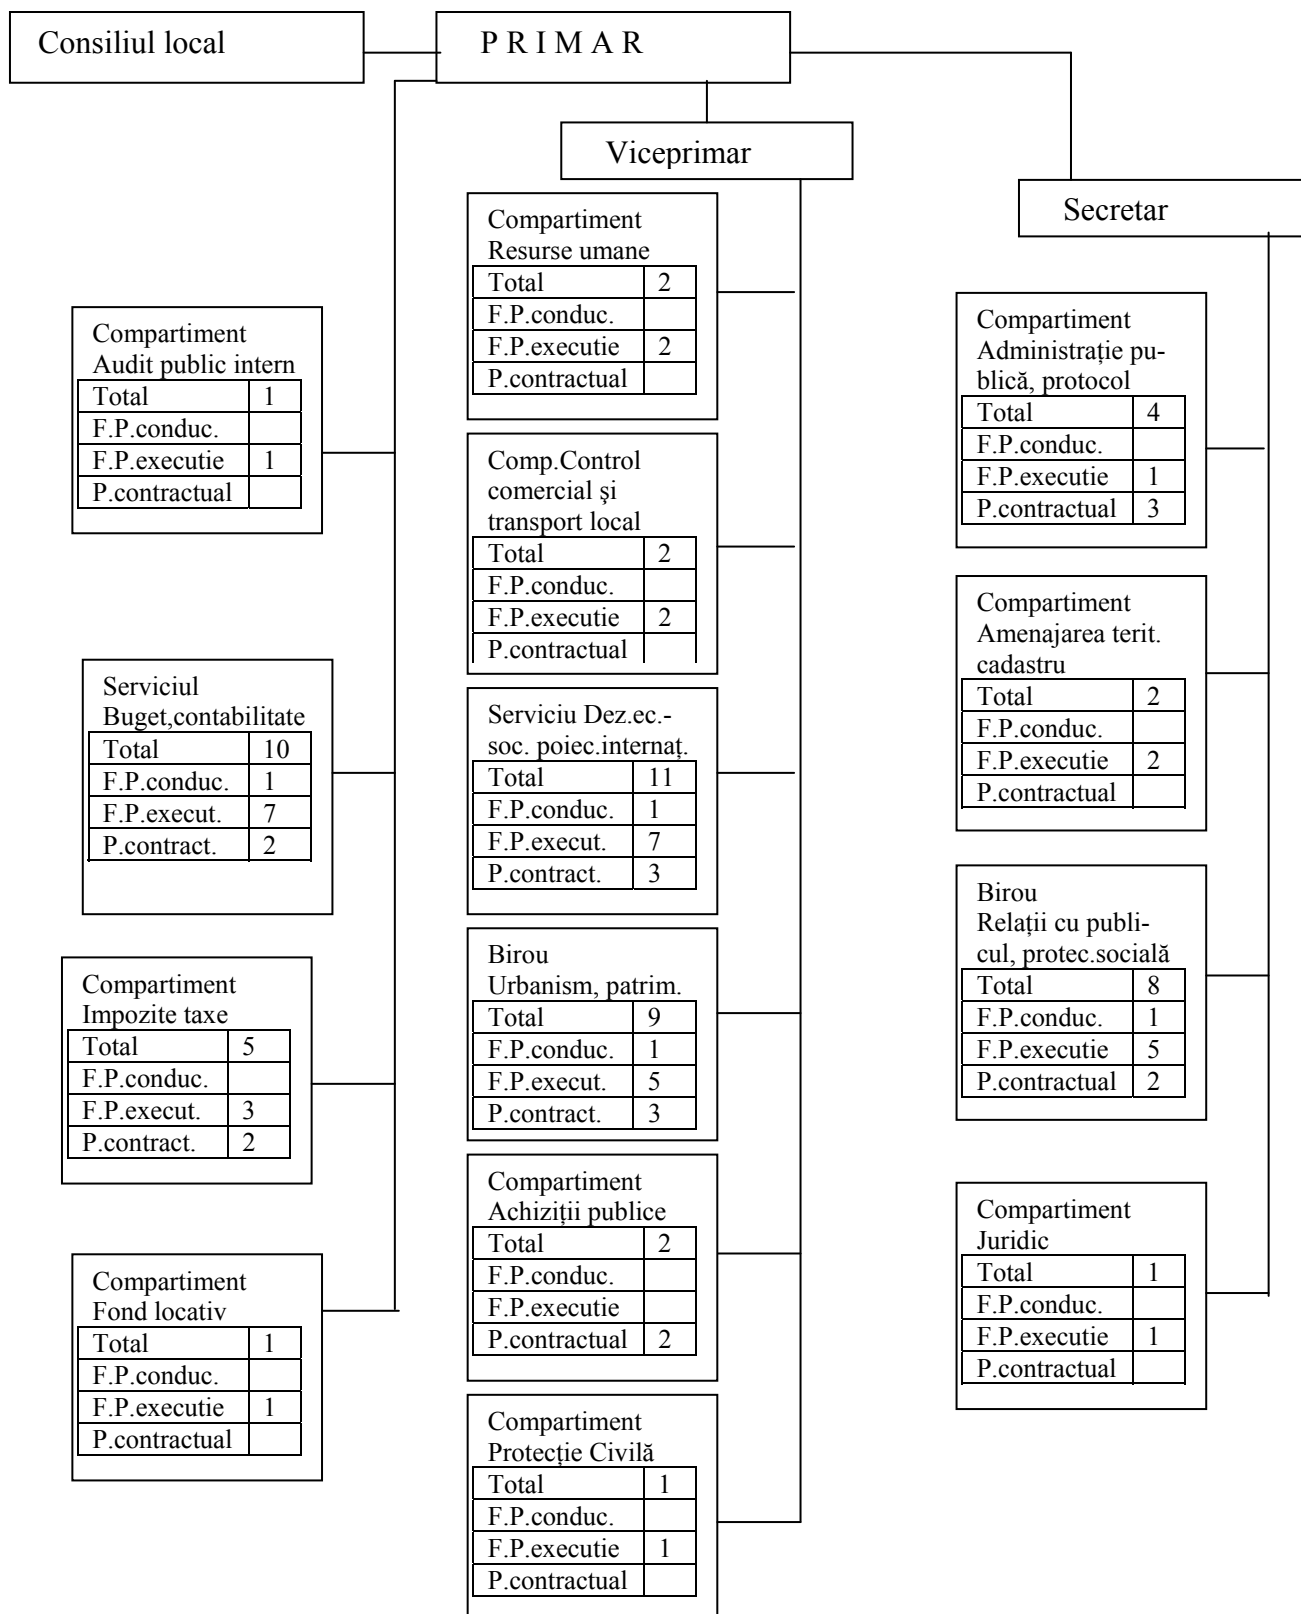 Consiliul local
P R I M A R
Viceprimar
Secretar
Compartiment
Audit public intern
Total 1
F.P.conduc.
F.P.executie 1
P.contractual
Serviciul
Buget,contabilitate
Total 10
F.P.conduc. 1
F.P.execut. 7
P.contract. 2
Compartiment
Impozite taxe
Total 5
F.P.conduc.
F.P.execut. 3
P.contract. 2
Compartiment
Fond locativ
Total 1
F.P.conduc.
F.P.executie 1
P.contractual
Compartiment
Resurse umane
Total 2
F.P.conduc.
F.P.executie 2
P.contractual
Comp.Control
comercial şi
transport local
Total 2
F.P.conduc.
F.P.executie 2
P.contractual
Serviciu Dez.ec.-
soc. poiec.internaţ.
Total 11
F.P.conduc. 1
F.P.execut. 7
P.contract. 3
Birou
Urbanism, patrim.
Total 9
F.P.conduc. 1
F.P.execut. 5
P.contract. 3
Compartiment
Achiziţii publice
Total 2
F.P.conduc.
F.P.executie
P.contractual 2
Compartiment
Protecţie Civilă
Total 1
F.P.conduc.
F.P.executie 1
P.contractual
Compartiment
Administraţie pu-
blică, protocol
Total 4
F.P.conduc.
F.P.executie 1
P.contractual 3
Compartiment
Amenajarea terit.
cadastru
Total 2
F.P.conduc.
F.P.executie 2
P.contractual
Birou
Relaţii cu publi-
cul, protec.socială
Total 8
F.P.conduc. 1
F.P.executie 5
P.contractual 2
Compartiment
Juridic
Total 1
F.P.conduc.
F.P.executie 1
P.contractual